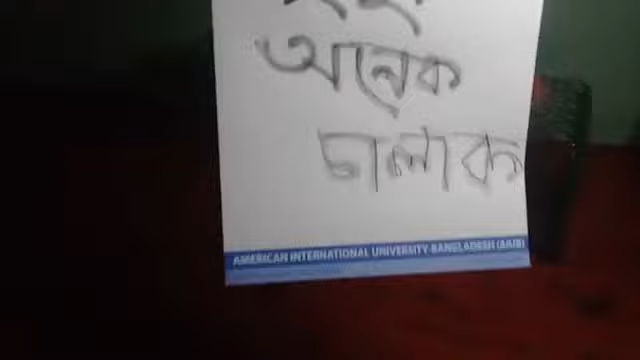 অনেক
চালাক
AMERICAN INTERNATIONAL UNIVERSITY-BANGLADESH (AIUB)